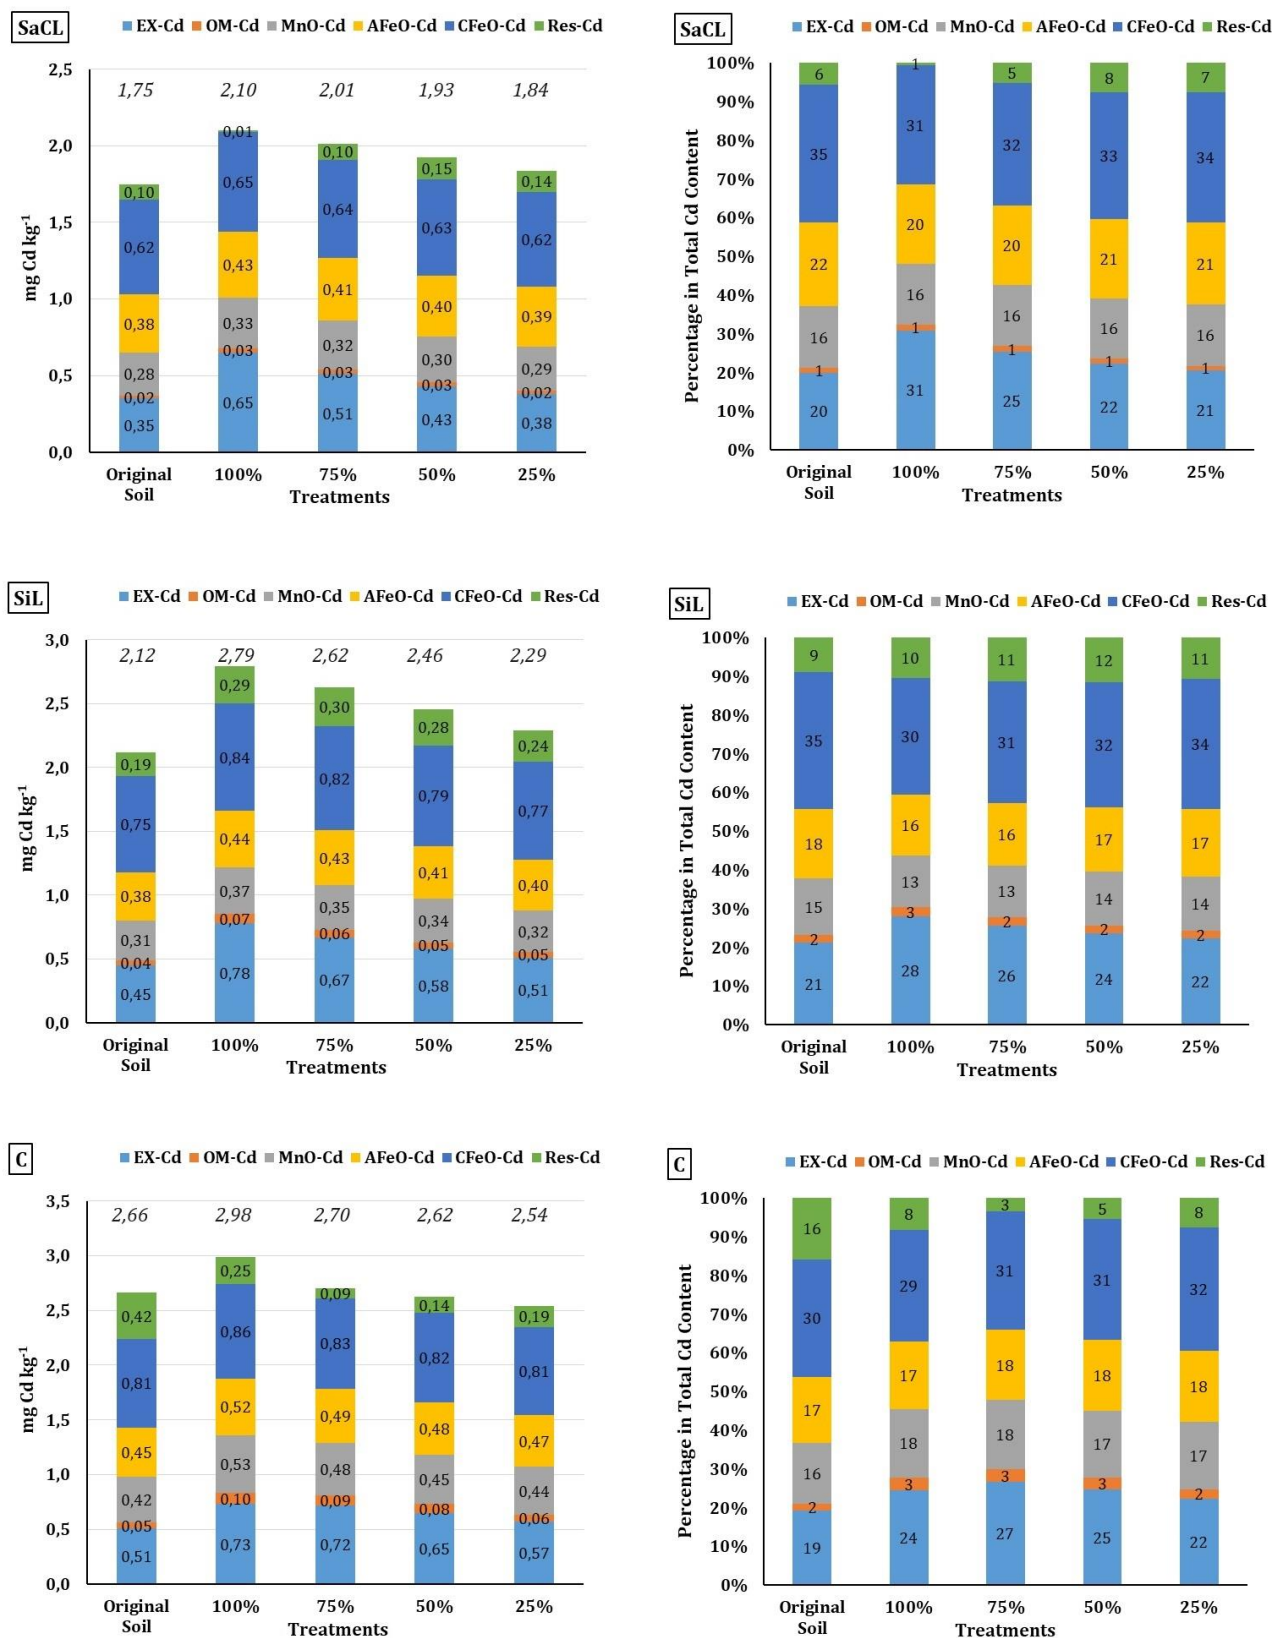 SaCL
EX-Cd OM-Cd MnO-Cd AFeO-Cd CFeO-Cd Res-Cd
2,5
2,0
1,5
1,0
0,5
0,0
mg Cd kg-1
1,75 2,10 2,01 1,93 1,84
0,10 0,01 0,10 0,15 0,14
0,62 0,65 0,64 0,63 0,62
0,38 0,43 0,41 0,40 0,39
0,28 0,33 0,32 0,30 0,29
0,02 0,03 0,03 0,03 0,02
0,35 0,65 0,51 0,43 0,38
Original Soil 100% 75% 50% 25%
Treatments
SaCL
EX-Cd OM-Cd MnO-Cd AFeO-Cd CFeO-Cd Res-Cd
100%
90%
80%
70%
60%
50%
40%
30%
20%
10%
0%
Percentage in Total Cd Content
6 1 5 8 7
35 31 32 33 34
22 20 20 21 21
16 16 16 16 16
1 1 1 1 1
20 31 25 22 21
Original Soil 100% 75% 50% 25%
Treatments
SiL
EX-Cd OM-Cd MnO-Cd AFeO-Cd CFeO-Cd Res-Cd
3,0
2,5
2,0
1,5
1,0
0,5
0,0
mg Cd kg-1
2,12 2,79 2,62 2,46 2,29
0,19 0,29 0,30 0,28 0,24
0,75 0,84 0,82 0,79 0,77
0,38 0,44 0,43 0,41 0,40
0,31 0,37 0,35 0,34 0,32
0,04 0,07 0,06 0,05 0,05
0,45 0,78 0,67 0,58 0,51
Original Soil 100% 75% 50% 25%
Treatments
SiL
EX-Cd OM-Cd MnO-Cd AFeO-Cd CFeO-Cd Res-Cd
100%
90%
80%
70%
60%
50%
40%
30%
20%
10%
0%
Percentage in Total Cd Content
9 10 11 12 11
35 30 31 32 34
18 16 16 17 17
15 13 13 14 14
2 3 2 2 2
21 28 26 24 22
Original Soil 100% 75% 50% 25%
Treatments
C
EX-Cd OM-Cd MnO-Cd AFeO-Cd CFeO-Cd Res-Cd
3,5
3,0
2,5
2,0
1,5
1,0
0,5
0,0
mg Cd kg-1
2,66 2,98 2,70 2,62 2,54
0,42 0,25 0,09 0,14 0,19
0,81 0,86 0,83 0,82 0,81
0,45 0,52 0,49 0,48 0,47
0,42 0,53 0,48 0,45 0,44
0,05 0,10 0,09 0,08 0,06
0,51 0,73 0,72 0,65 0,57
Original Soil 100% 75% 50% 25%
Treatments
C
EX-Cd OM-Cd MnO-Cd AFeO-Cd CFeO-Cd Res-Cd
100%
90%
80%
70%
60%
50%
40%
30%
20%
10%
0%
Percentage in Total Cd Content
16 8 3 5 8
30 29 31 31 32
17 17 18 18 18
16 18 18 17 17
2 3 3 3 2
19 24 27 25 22
Original Soil 100% 75% 50% 25%
Treatments